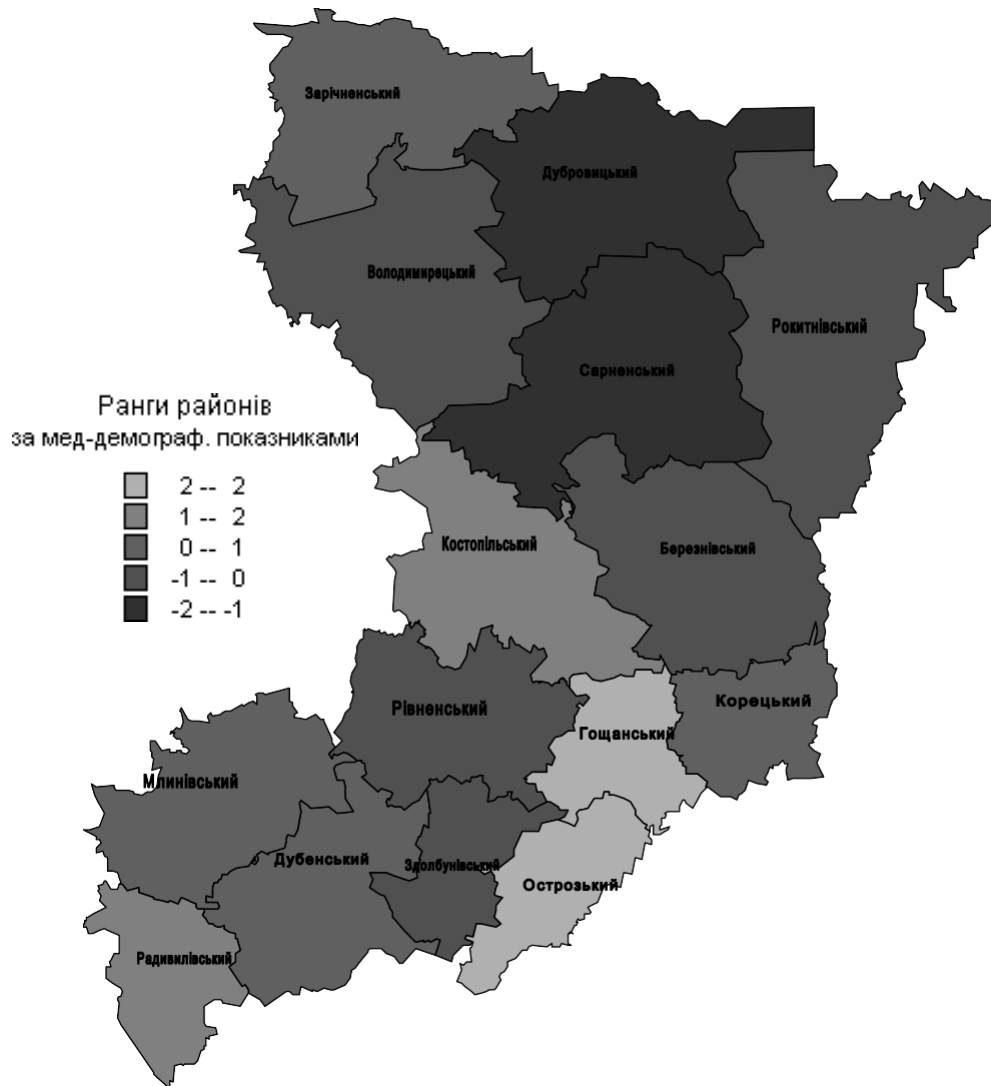 Зарічненський
Дубровицький
Володимирецький
Рокитнівський
Сарненський
Ранги районів
за мед-демограф. показниками
2 -- 2
1 -- 2
0 -- 1
-1 -- 0
-2 -- -1
Костопільський
Березнівський
Рівненський
Корецький
Гощанський
Млинівський
Дубенський
Здолбунівський
Острозький
Радивилівський